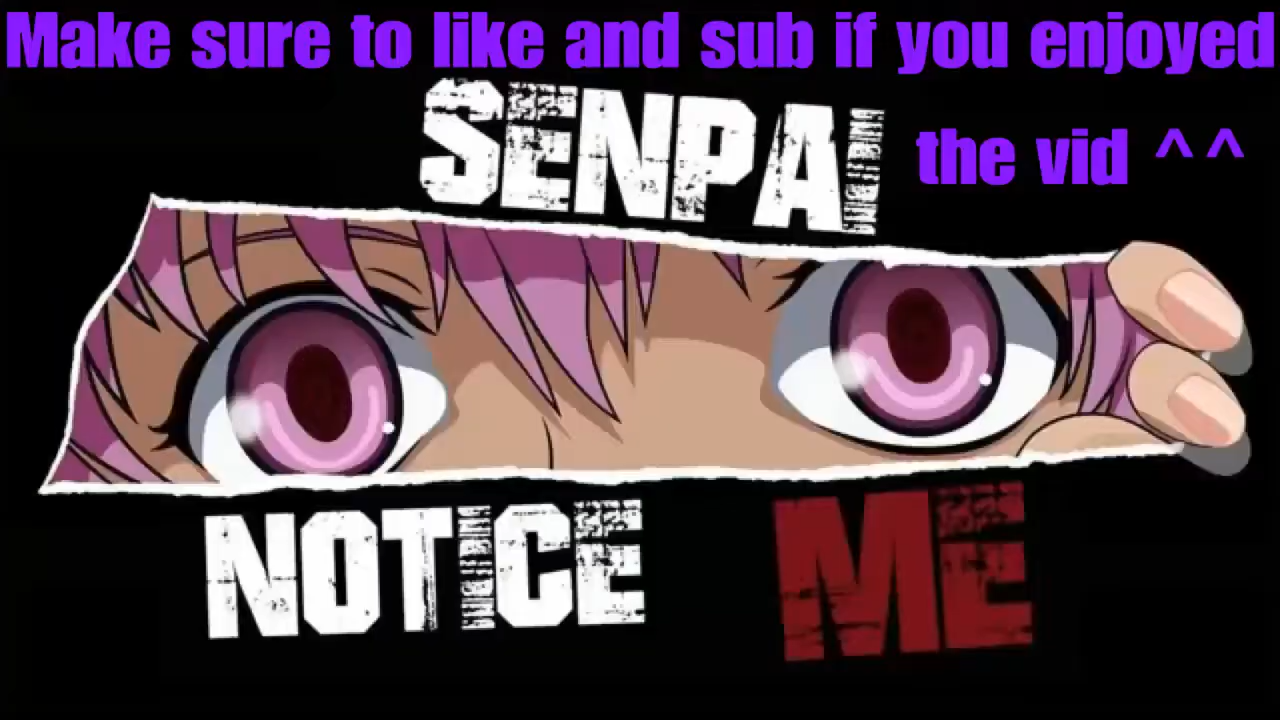 Make sure to like and sub if you enjoyed
SENPAI
the vid ^^
NOTICE ME